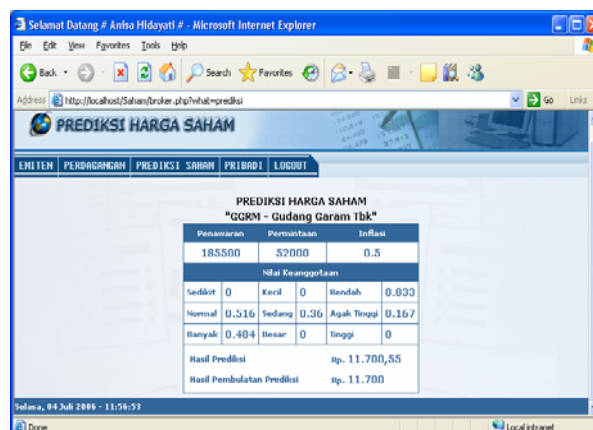 Selamat Datang # Anisa Hidayati # - Microsoft Internet Explorer
File Edit View Favorites Tools Help
Back Search Favorites
Address http://localhost/Saham/broker.php?what=prediksi Go Links
PREDIKSI HARGA SAHAM
EMITEN PERDAGANGAN PREDIKSI SAHAM PRIBADI LOGOUT
PREDIKSI HARGA SAHAM
"GGRM - Gudang Garam Tbk"
Penawaran Permintaan Inflasi
185500 52000 0.5
Nilai Keanggotaan
Sedikit 0 Kecil 0 Rendah 0.833
Normal 0.516 Sedang 0.36 Agak Tinggi 0.167
Banyak 0.484 Besar 0 Tinggi 0
Hasil Prediksi Rp. 11.700,55
Hasil Pembulatan Prediksi Rp. 11.700
Selasa, 04 Juli 2006 - 11:56:53
Done Local intranet